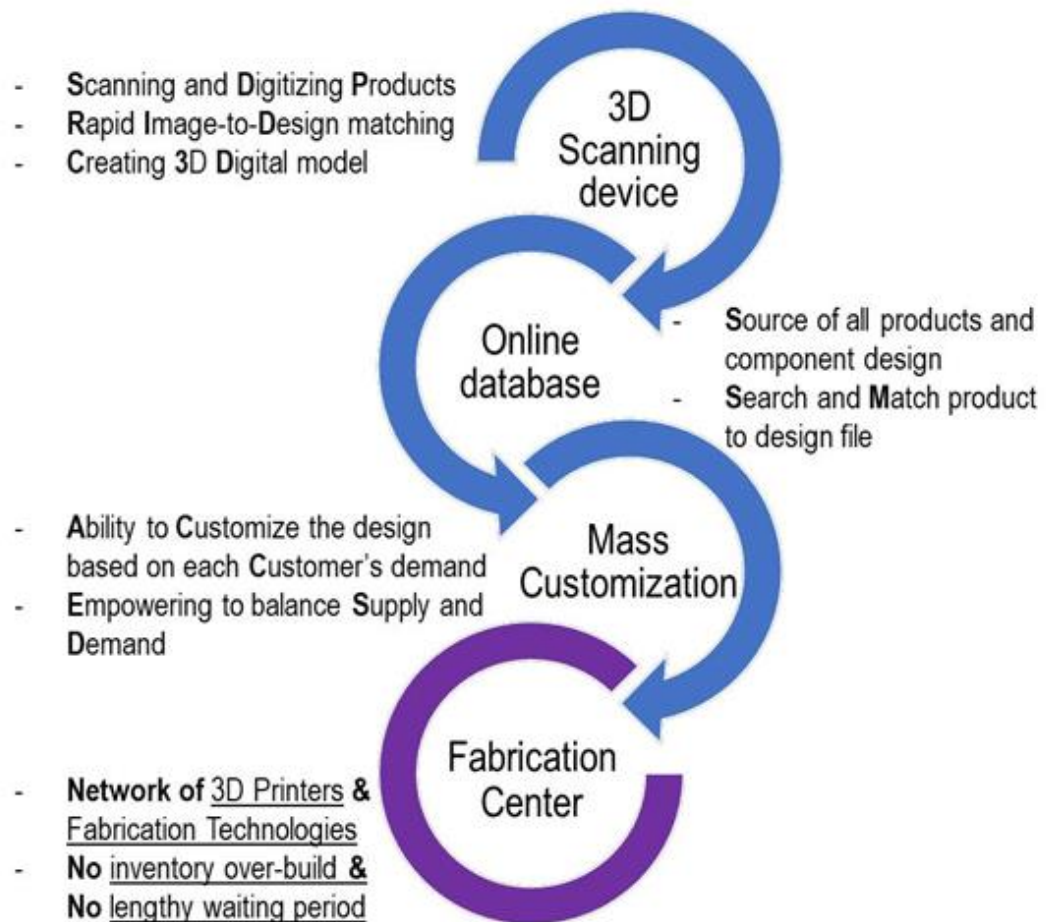 - Scanning and Digitizing Products
- Rapid Image-to-Design matching
- Creating 3D Digital model
3D
Scanning
device
Online
database
- Source of all products and
component design
- Search and Match product
to design file
- Ability to Customize the design
based on each Customer's demand
- Empowering to balance Supply and
Demand
Mass
Customization
Fabrication
Center
- Network of 3D Printers &
Fabrication Technologies
- No inventory over-build &
No lengthy waiting period